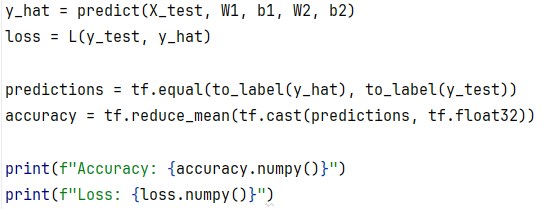 y_hat = predict(X_test, W1, b1, W2, b2)
loss = L(y_test, y_hat)
predictions = tf.equal(to_label(y_hat), to_label(y_test))
accuracy = tf.reduce_mean(tf.cast(predictions, tf.float32))
print(f"Accuracy: {accuracy.numpy()}")
print(f"Loss: {loss.numpy()}")